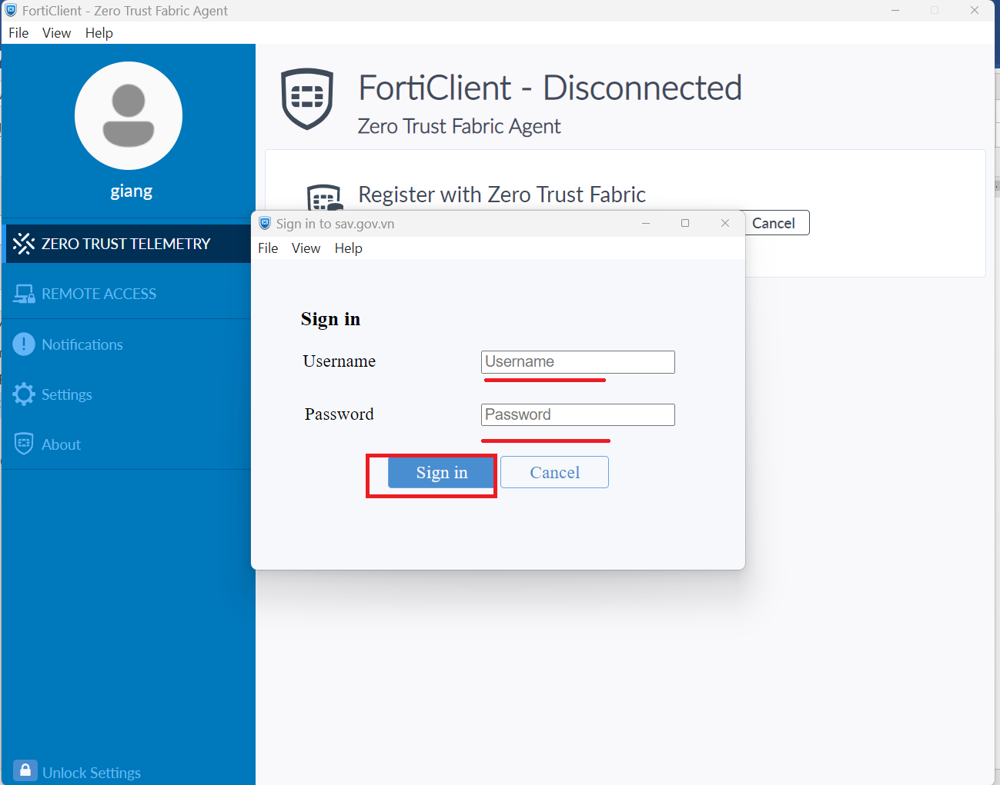 FortiClient - Zero Trust Fabric Agent
File View Help
giang
ZERO TRUST TELEMETRY
REMOTE ACCESS
Notifications
Settings
About
Unlock Settings
FortiClient - Disconnected
Zero Trust Fabric Agent
Register with Zero Trust Fabric
Cancel
Sign in to sav.gov.vn
File View Help
Sign in
Username Username
Password Password
Sign in Cancel